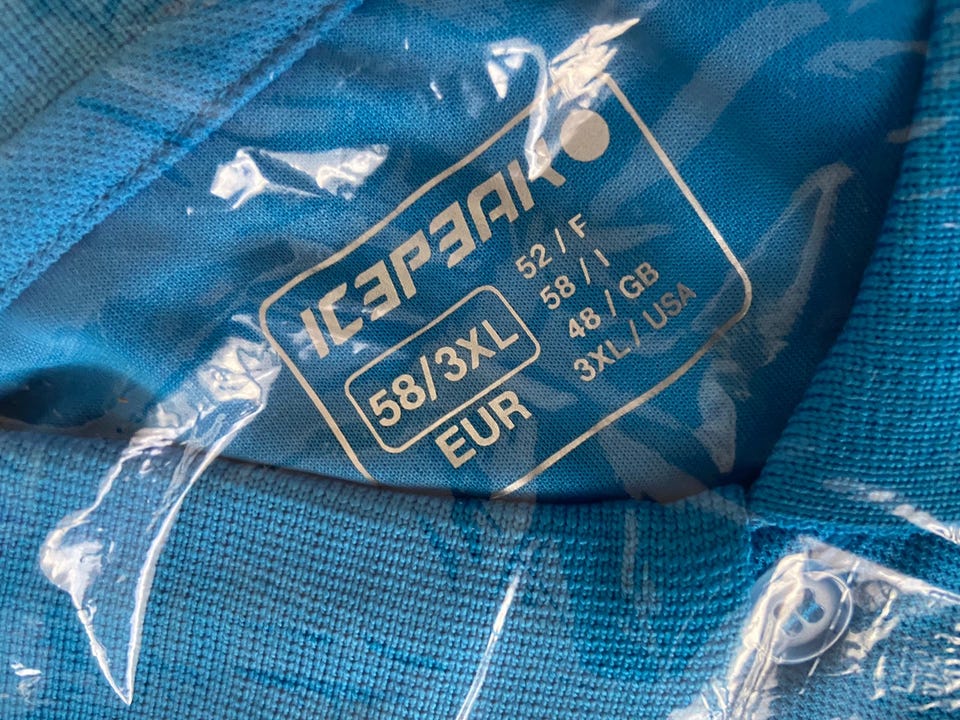 ICEPEAK
58/3XL
EUR
52 / F
58 / I
48 / GB
3XL / USA